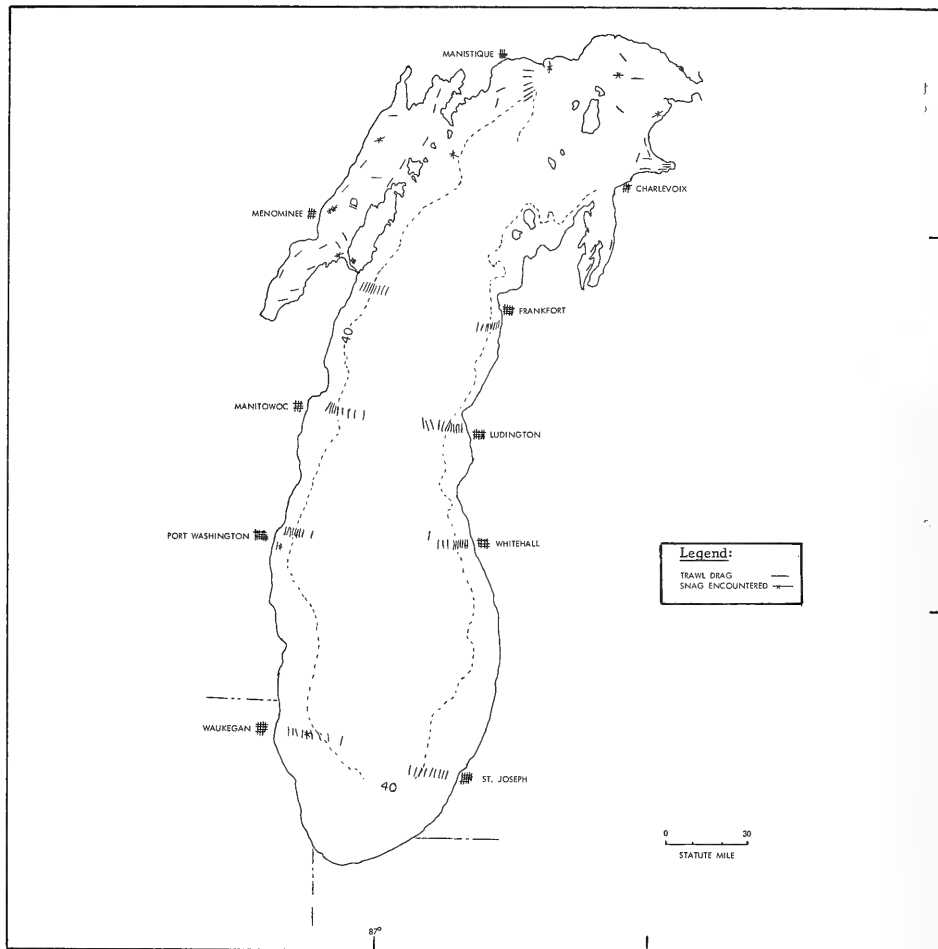 MANISTIQUE
CHARLEVOIX
MENOMINEE
FRANKFORT
40
MANITOWOC
LUDINGTON
PORT WASHINGTON
WHITEHALL
Legend:
TRAWL DRAG
SNAG ENCOUNTERED
WAUKEGAN
ST. JOSEPH
40
0 30
STATUTE MILE
87°